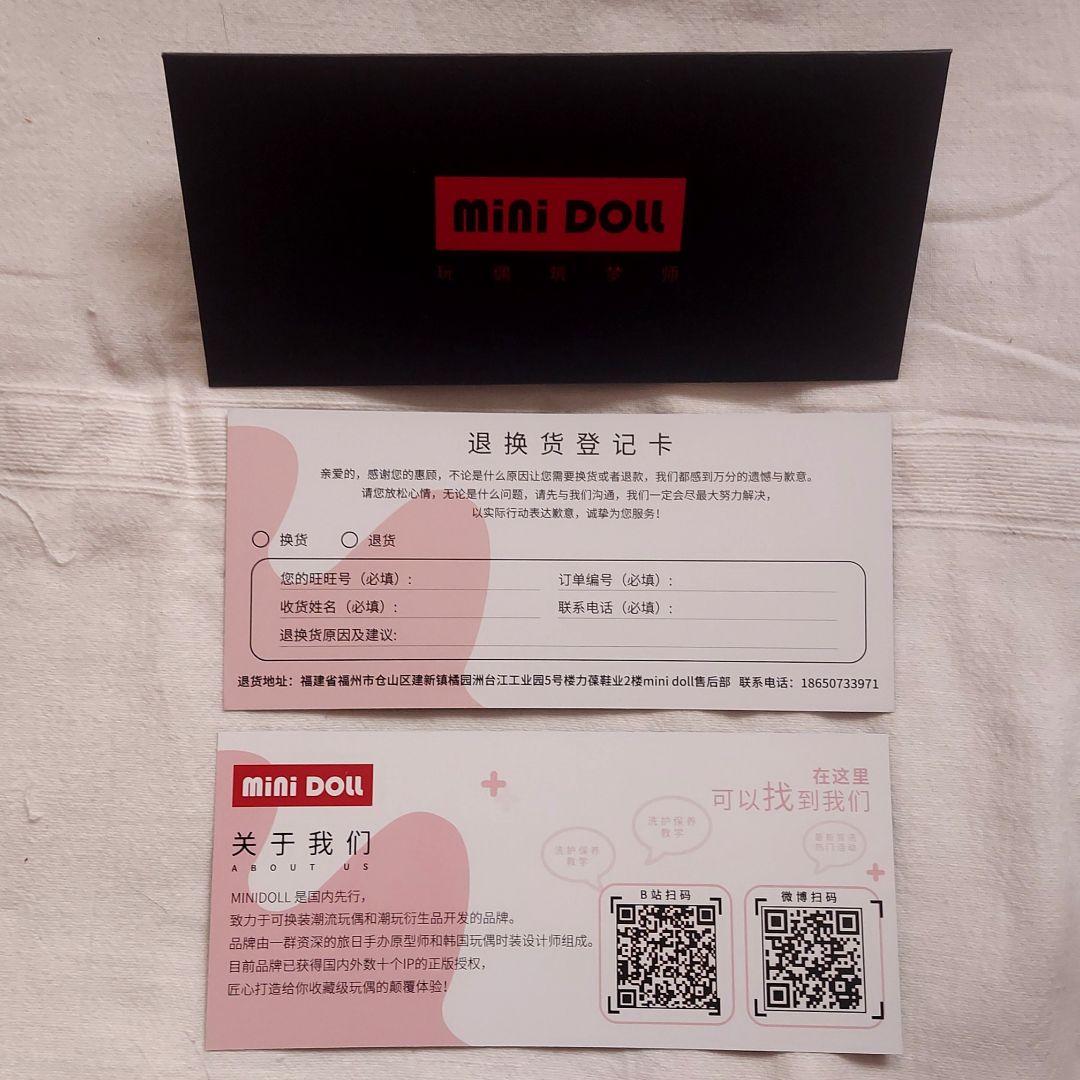 mini DOLL
玩偶筑梦师
退换货登记卡
亲爱的，感谢您的惠顾，不论是什么原因让您需要换货或者退款，我们都感到万分的遗憾与歉意。
请您放松心情，无论是什么问题，请先与我们沟通，我们一定会尽最大努力解决，
以实际行动表达歉意，诚挚为您服务！
换货 退货
您的旺旺号（必填）: 订单编号（必填）:
收货姓名（必填）: 联系电话（必填）:
退换货原因及建议:
退货地址：福建省福州市仓山区建新镇橘园洲台江工业园5号楼力葆鞋业2楼mini doll售后部 联系电话：18650733971
mini DOLL
关于我们
ABOUT US
MINIDOLL 是国内先行，
致力于可换装潮流玩偶和潮玩衍生品开发的品牌。
品牌由一群资深的旅日手办原型师和韩国玩偶时装设计师组成。
目前品牌已获得国内外数十个IP的正版授权，
匠心打造给你收藏级玩偶的颠覆体验！
在这里
可以找到我们
洗护保养
教学
洗护保养
教学
最新资讯
热门活动
B站扫码
微博扫码